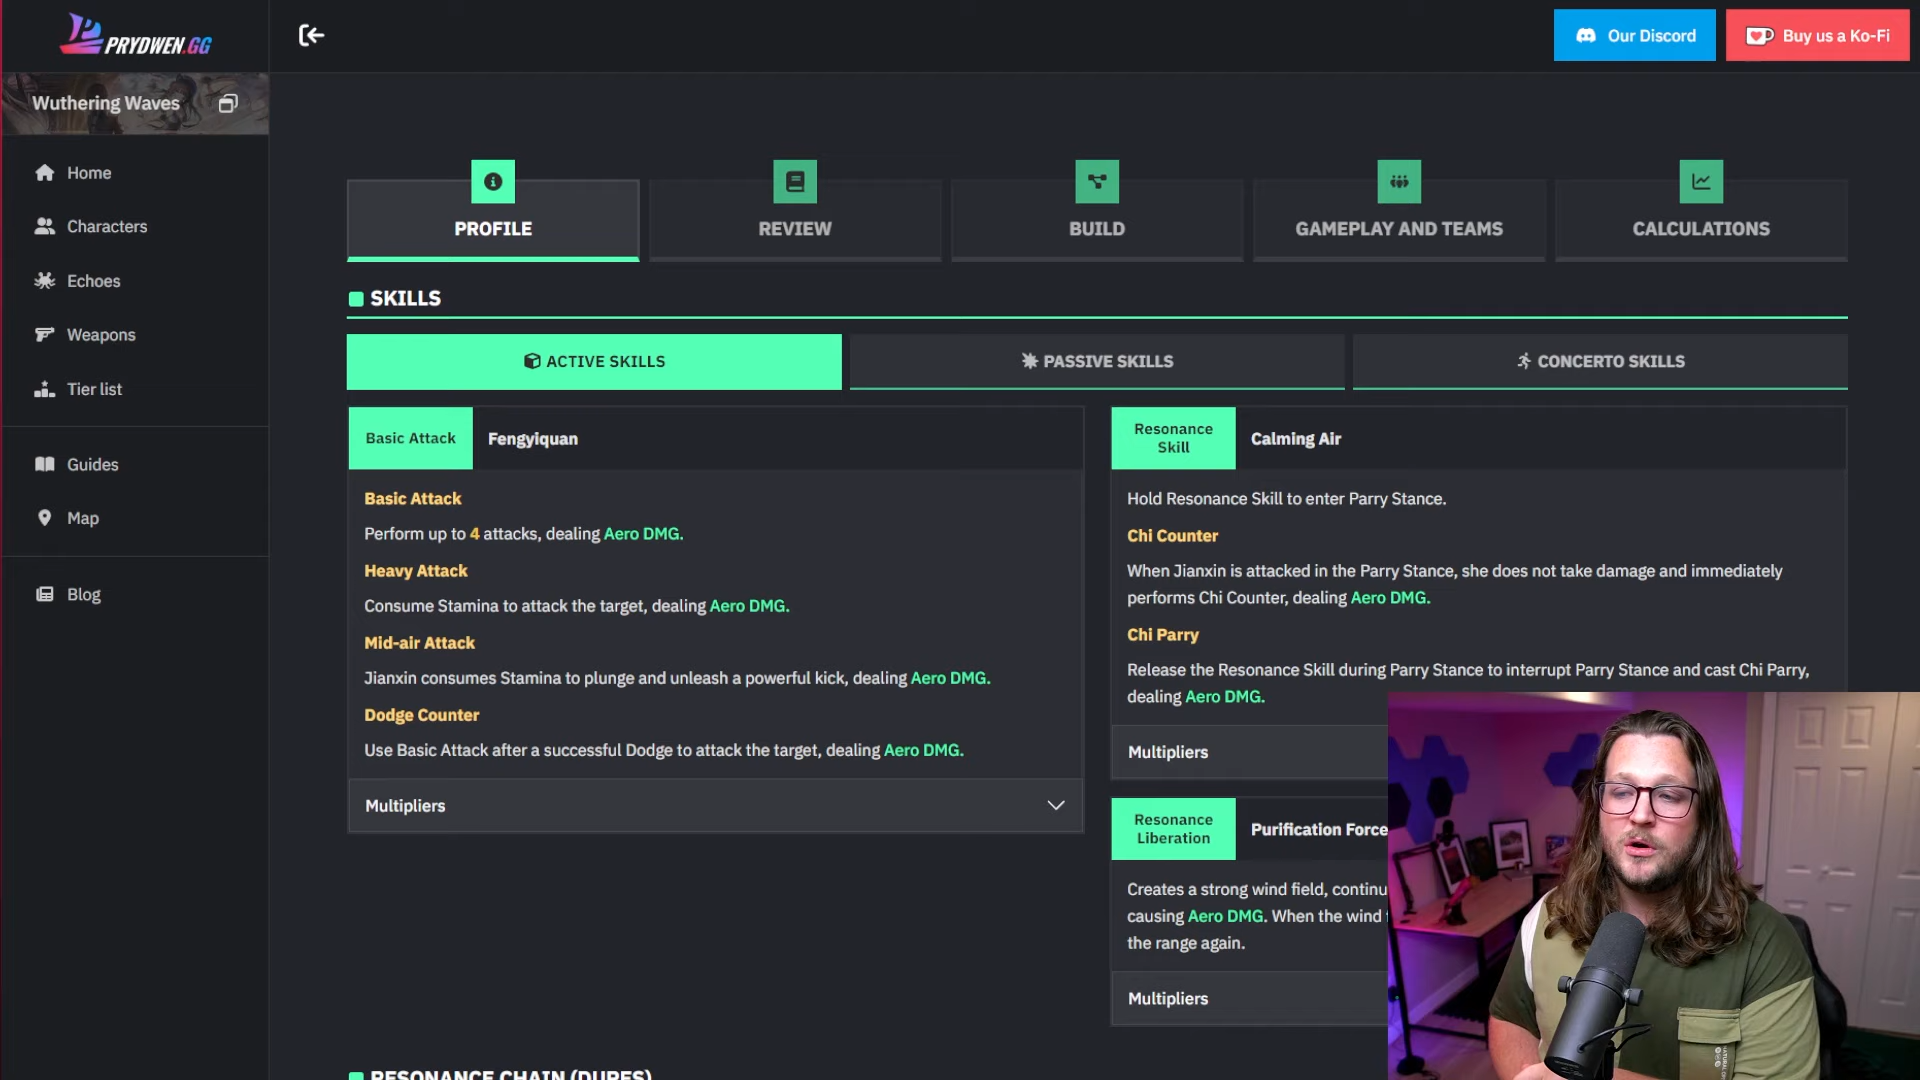 PRYDWEN.GG
Our Discord
Buy us a Ko-Fi
Wuthering Waves
Home
Characters
Echoes
Weapons
Tier list
Guides
Map
Blog
PROFILE
REVIEW
BUILD
GAMEPLAY AND TEAMS
CALCULATIONS
SKILLS
ACTIVE SKILLS
PASSIVE SKILLS
CONCERTO SKILLS
Basic Attack
Fengyiquan
Basic Attack
Perform up to 4 attacks, dealing Aero DMG.
Heavy Attack
Consume Stamina to attack the target, dealing Aero DMG.
Mid-air Attack
Jianxin consumes Stamina to plunge and unleash a powerful kick, dealing Aero DMG.
Dodge Counter
Use Basic Attack after a successful Dodge to attack the target, dealing Aero DMG.
Multipliers
Resonance
Skill
Calming Air
Hold Resonance Skill to enter Parry Stance.
Chi Counter
When Jianxin is attacked in the Parry Stance, she does not take damage and immediately
performs Chi Counter, dealing Aero DMG.
Chi Parry
Release the Resonance Skill during Parry Stance to interrupt Parry Stance and cast Chi Parry,
dealing Aero DMG.
Multipliers
Resonance
Liberation
Purification Force
Creates a strong wind field, continu
causing Aero DMG. When the wind
the range again.
Multipliers
RESONANCE CHAIN (DUPES)